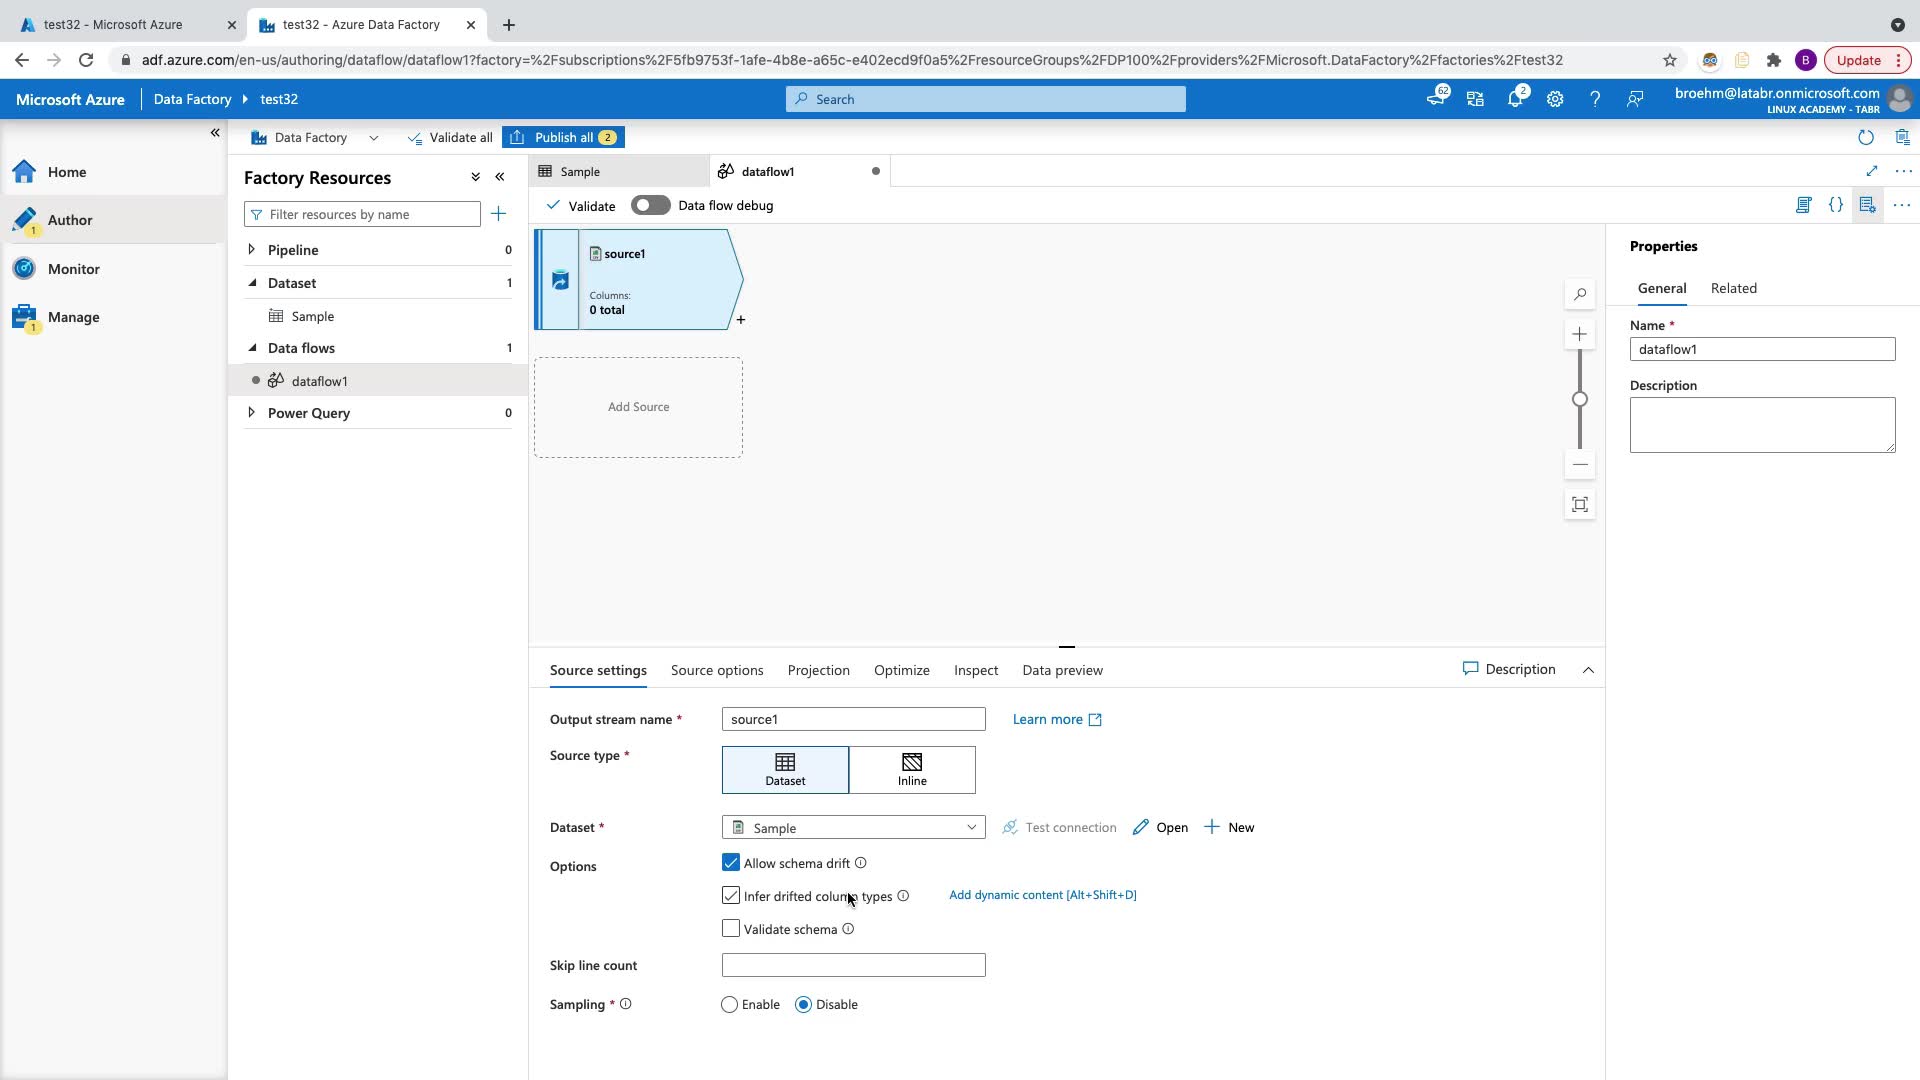 test32 - Microsoft Azure
test32 - Azure Data Factory
adf.azure.com/en-us/authoring/dataflow/dataflow1?factory=%2Fsubscriptions%2F5fb9753f-1afe-4b8e-a65c-e402ecd9f0a5%2FresourceGroups%2FDP100%2Fproviders%2FMicrosoft.DataFactory%2Ffactories%2Ftest32
B
Update
Microsoft Azure
Data Factory
test32
Search
62
2
broehm@latabr.onmicrosoft.com
LINUX ACADEMY - TABR
Home
Author
1
Monitor
Manage
1
Data Factory
Validate all
Publish all 2
Factory Resources
Filter resources by name
Pipeline 0
Dataset 1
Sample
Data flows 1
dataflow1
Power Query 0
Sample
dataflow1
Validate
Data flow debug
source1
Columns:
0 total
Add Source
Properties
General
Related
Name *
dataflow1
Description
Source settings
Source options
Projection
Optimize
Inspect
Data preview
Description
Output stream name *
source1
Learn more
Source type *
Dataset
Inline
Dataset *
Sample
Test connection
Open
New
Options
Allow schema drift
Infer drifted column types
Add dynamic content [Alt+Shift+D]
Validate schema
Skip line count
Sampling *
Enable
Disable